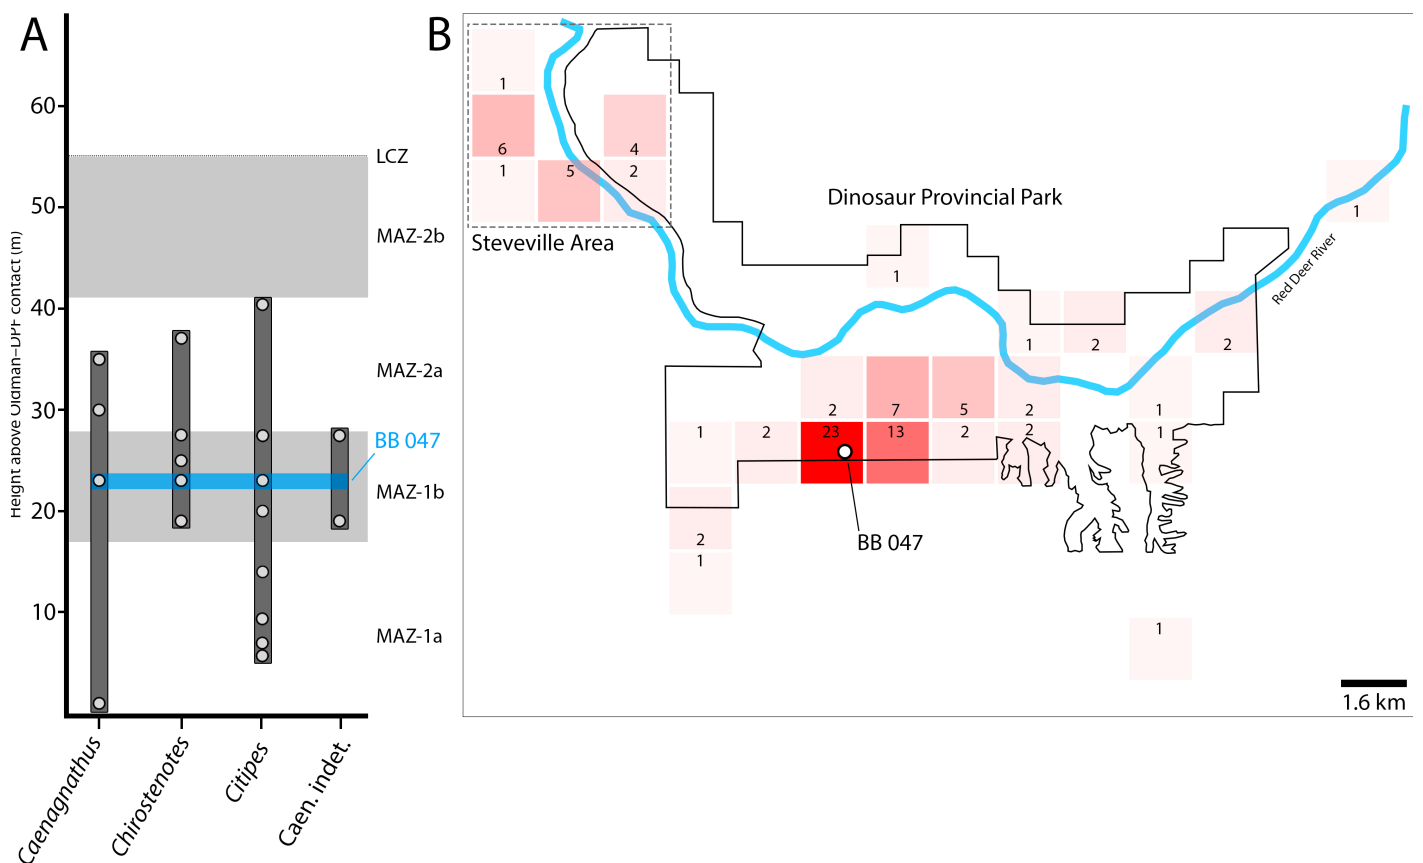 A
60
50
40
30
20
10
Height above Oldman–DPF contact (m)
LCZ
MAZ-2b
MAZ-2a
BB 047
MAZ-1b
MAZ-1a
Caenagnathus
Chirostenotes
Citipes
Caen. indet.
B
1
6
4
1
5
2
Steveville Area
Dinosaur Provincial Park
1
Red Deer River
1
1
2
2
2
7
5
2
1
1
2
23
13
2
2
1
BB 047
2
1
1
1.6 km